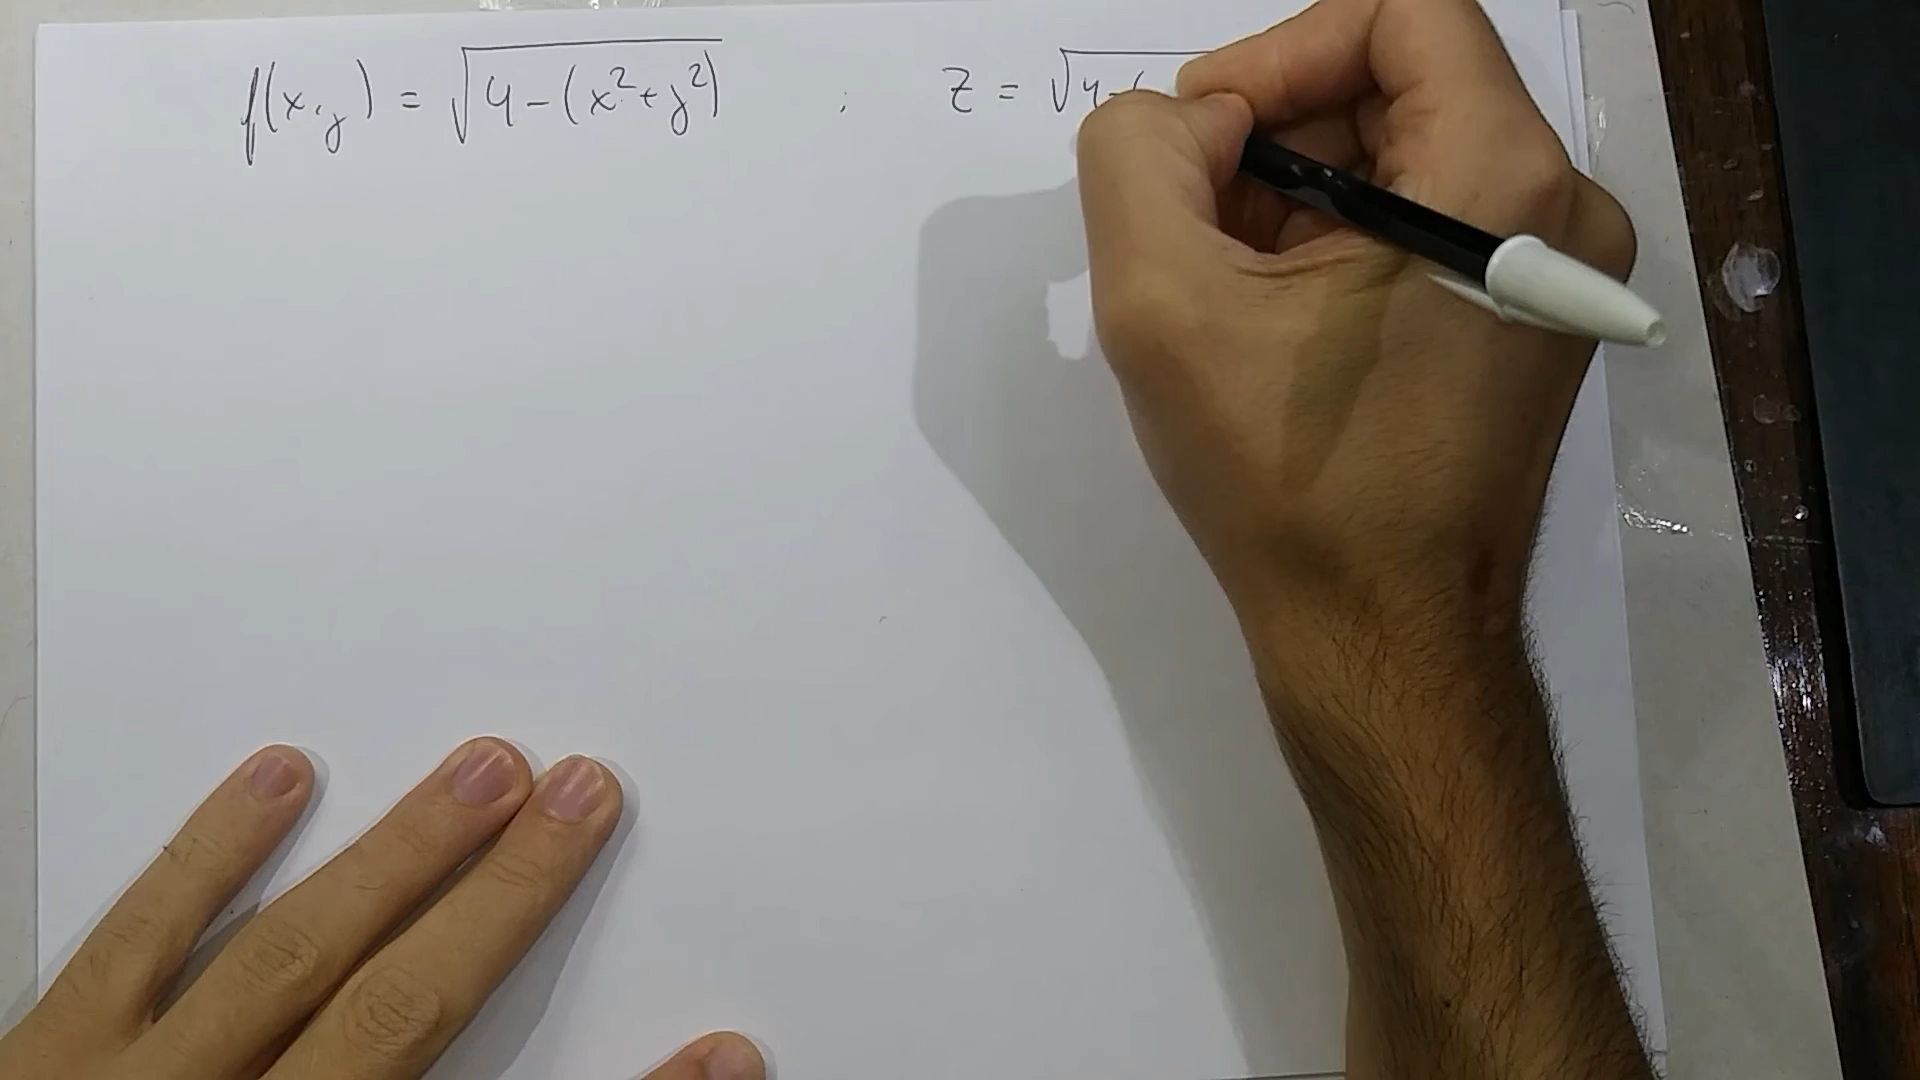 f(x,y) = √(4-(x²+y²)) ; z = √4-(